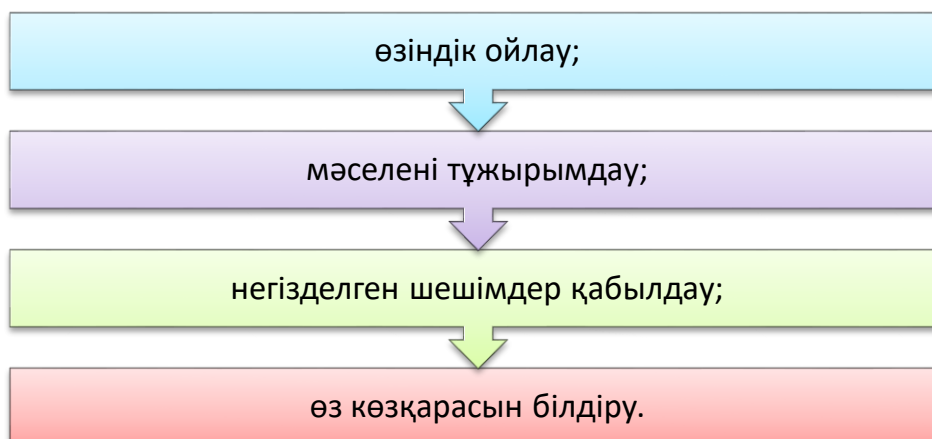 өзіндік ойлау;
мәселені тұжырымдау;
негізделген шешімдер қабылдау;
өз көзқарасын білдіру.